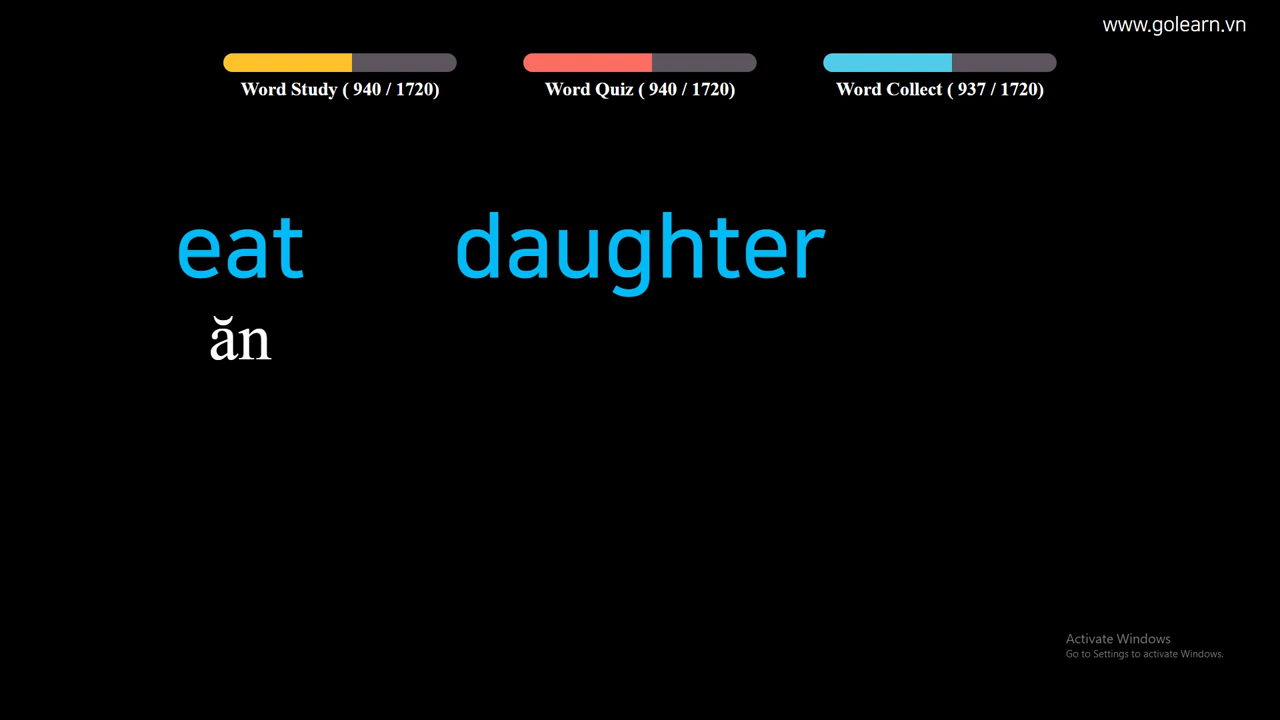 www.golearn.vn
Word Study ( 940 / 1720) Word Quiz ( 940 / 1720) Word Collect ( 937 / 1720)
eat daughter
ăn
Activate Windows
Go to Settings to activate Windows.